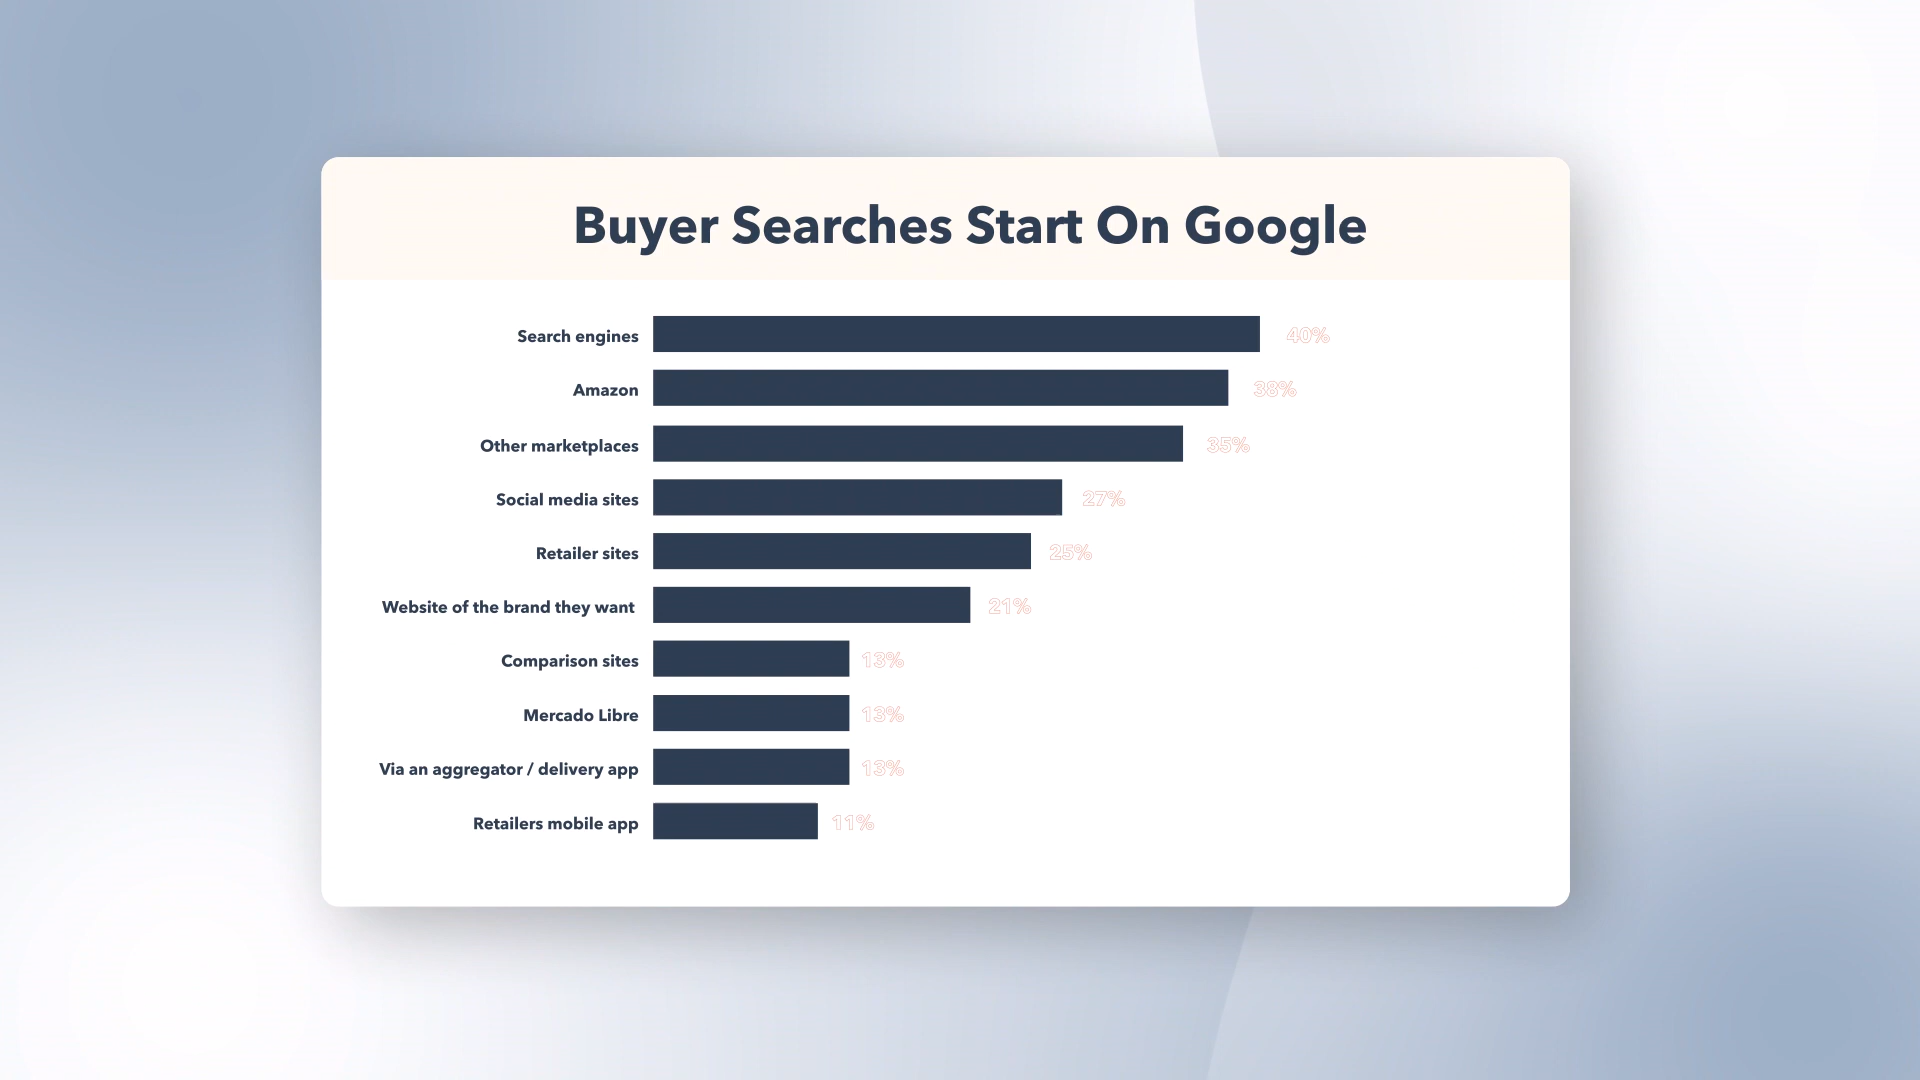 Buyer Searches Start On Google
Search engines 40%
Amazon 38%
Other marketplaces 35%
Social media sites 27%
Retailer sites 25%
Website of the brand they want 21%
Comparison sites 13%
Mercado Libre 13%
Via an aggregator / delivery app 13%
Retailers mobile app 11%